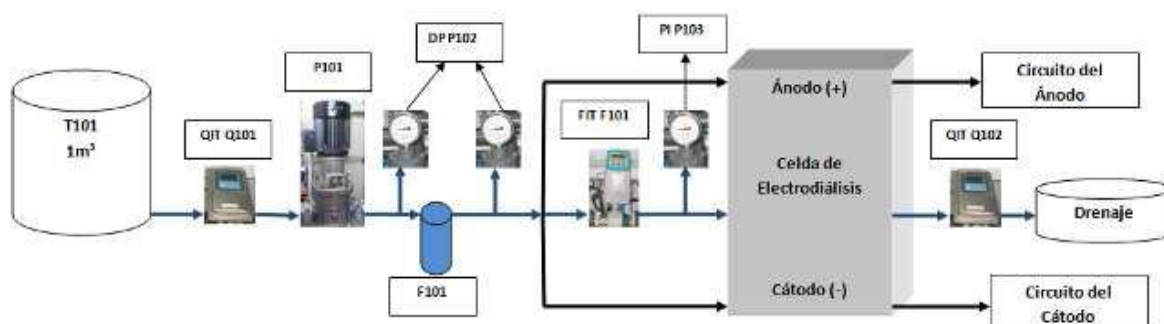 T101
1m³
QIT Q101
P101
DP P102
F101
FIT F101
PI P103
Ánodo (+)
Celda de
Electrodiálisis
Cátodo (-)
Circuito del
Ánodo
QIT Q102
Drenaje
Circuito del
Cátodo